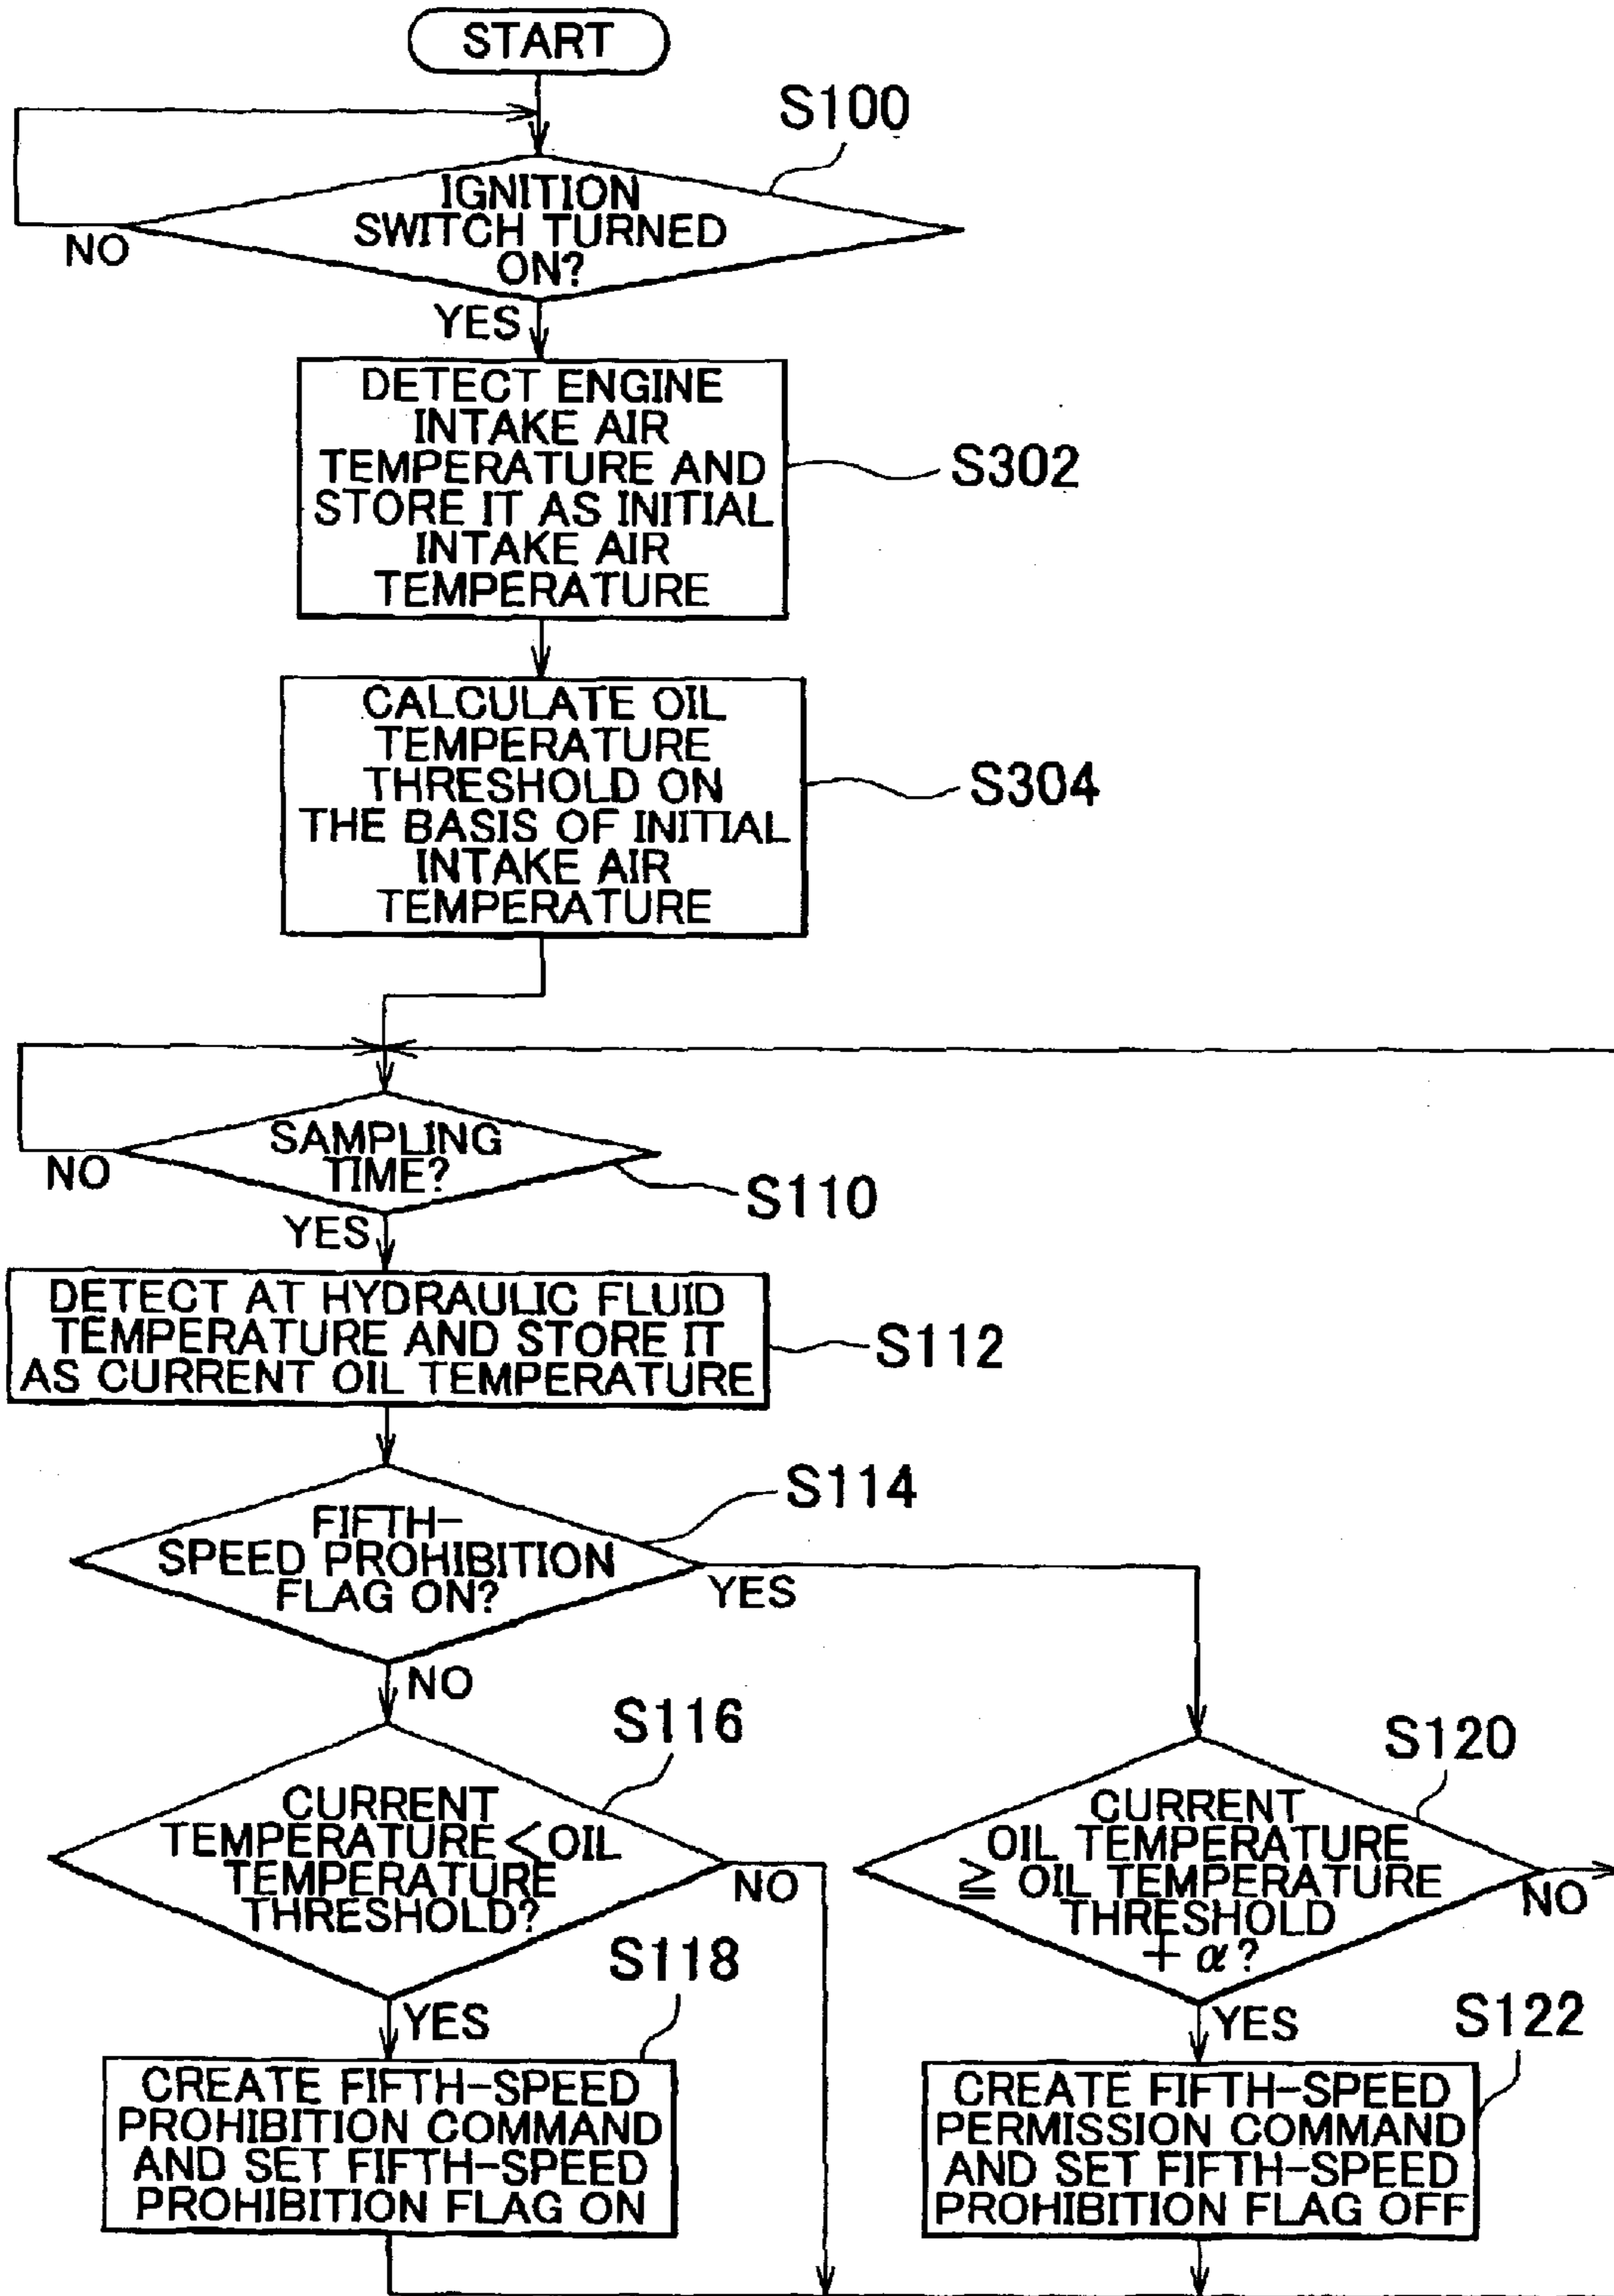 START
S100
IGNITION
SWITCH TURNED
ON?
NO
YES
DETECT ENGINE
INTAKE AIR
TEMPERATURE AND
STORE IT AS INITIAL
INTAKE AIR
TEMPERATURE
S302
CALCULATE OIL
TEMPERATURE
THRESHOLD ON
THE BASIS OF INITIAL
INTAKE AIR
TEMPERATURE
S304
SAMPLING
TIME?
NO
S110
YES
DETECT AT HYDRAULIC FLUID
TEMPERATURE AND STORE IT
AS CURRENT OIL TEMPERATURE
S112
S114
FIFTH-
SPEED PROHIBITION
FLAG ON?
YES
NO
S116
CURRENT
TEMPERATURE<OIL
TEMPERATURE
THRESHOLD?
NO
S120
CURRENT
OIL TEMPERATURE
≧ OIL TEMPERATURE
THRESHOLD
+ α?
NO
S118
YES
CREATE FIFTH-SPEED
PROHIBITION COMMAND
AND SET FIFTH-SPEED
PROHIBITION FLAG ON
YES
S122
CREATE FIFTH-SPEED
PERMISSION COMMAND
AND SET FIFTH-SPEED
PROHIBITION FLAG OFF